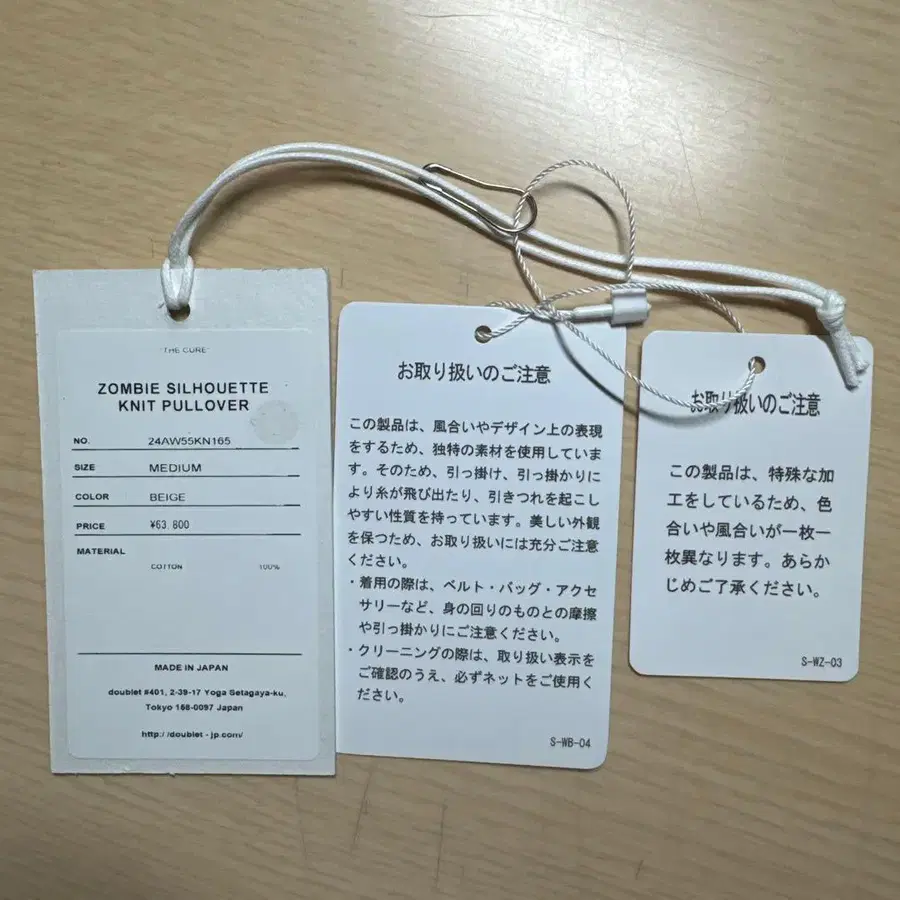 "THE CURE"
ZOMBIE SILHOUETTE
KNIT PULLOVER
NO. 24AW55KN165
SIZE MEDIUM
COLOR BEIGE
PRICE ¥63,800
MATERIAL
COTTON 100%
MADE IN JAPAN
doublet #401, 2-39-17 Yoga Setagaya-ku,
Tokyo 158-0097 Japan
http://doublet-jp.com/
お取り扱いのご注意
この製品は、風合いやデザイン上の表現
をするため、独特の素材を使用していま
す。そのため、引っ掛け、引っ掛かりに
より糸が飛び出たり、引きつれを起こし
やすい性質を持っています。美しい外観
を保つため、お取り扱いには充分ご注意
ください。
・着用の際は、ベルト・バッグ・アクセ
サリーなど、身の回りのものとの摩擦
や引っ掛かりにご注意ください。
・クリーニングの際は、取り扱い表示を
ご確認のうえ、必ずネットをご使用く
ださい。
S-WB-04
お取り扱いのご注意
この製品は、特殊な加
工をしているため、色
合いや風合いが一枚一
枚異なります。あらか
じめご了承ください。
S-WZ-03